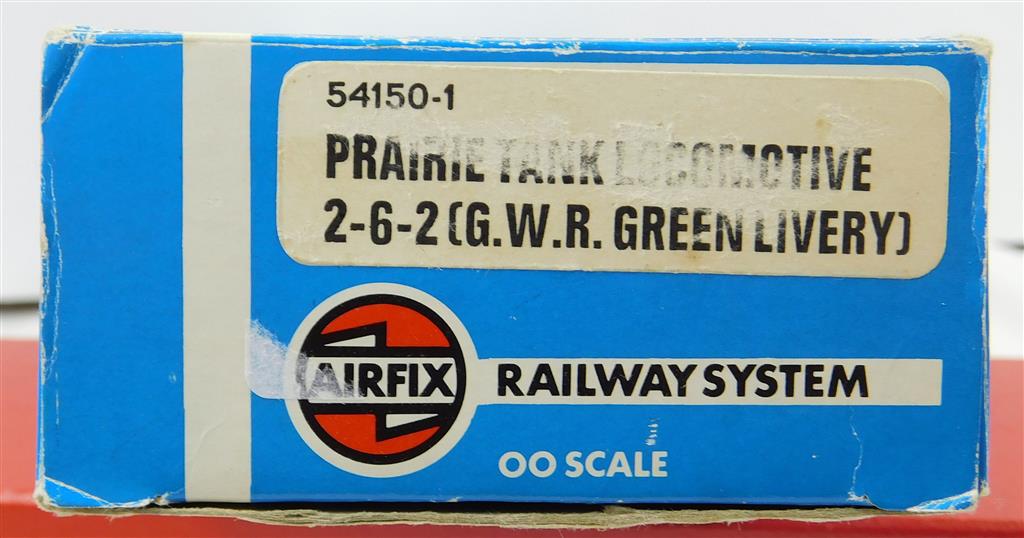 54150-1
PRAIRIE TANK LOCOMOTIVE
2-6-2 (G.W.R. GREEN LIVERY)
AIRFIX RAILWAY SYSTEM
OO SCALE